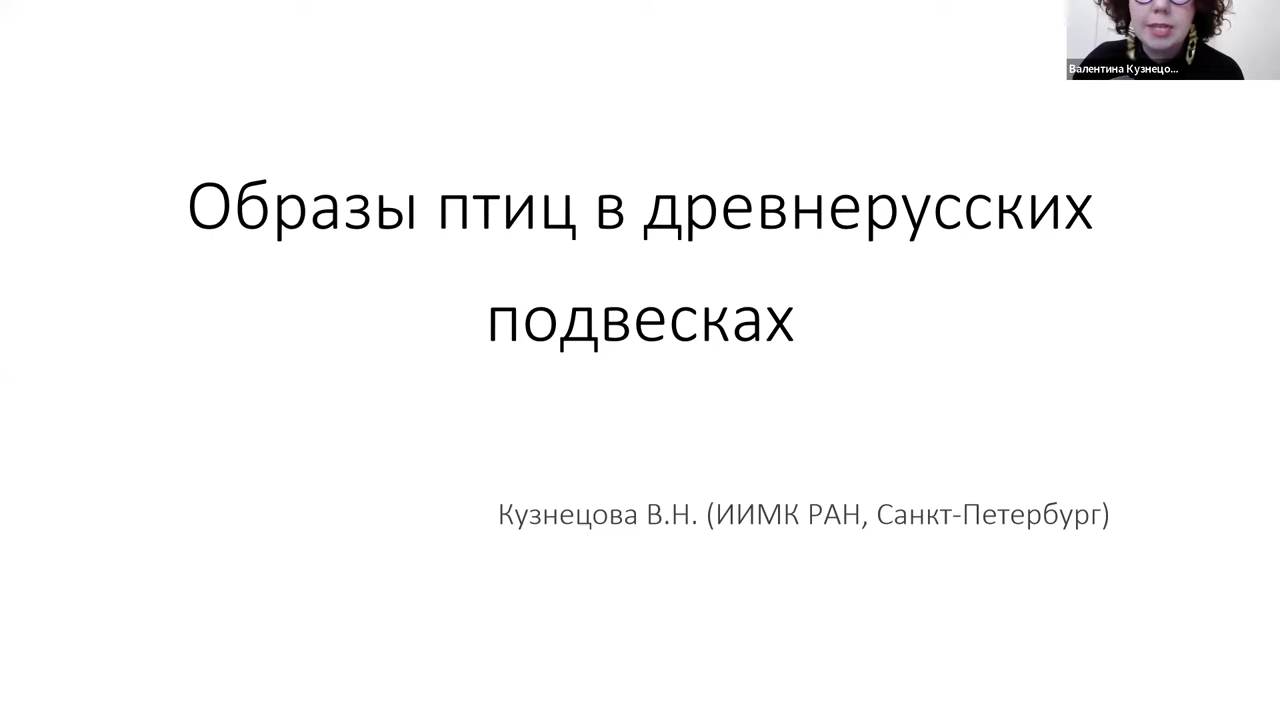 Валентина Кузнецо...
Образы птиц в древнерусских
подвесках
Кузнецова В.Н. (ИИМК РАН, Санкт-Петербург)